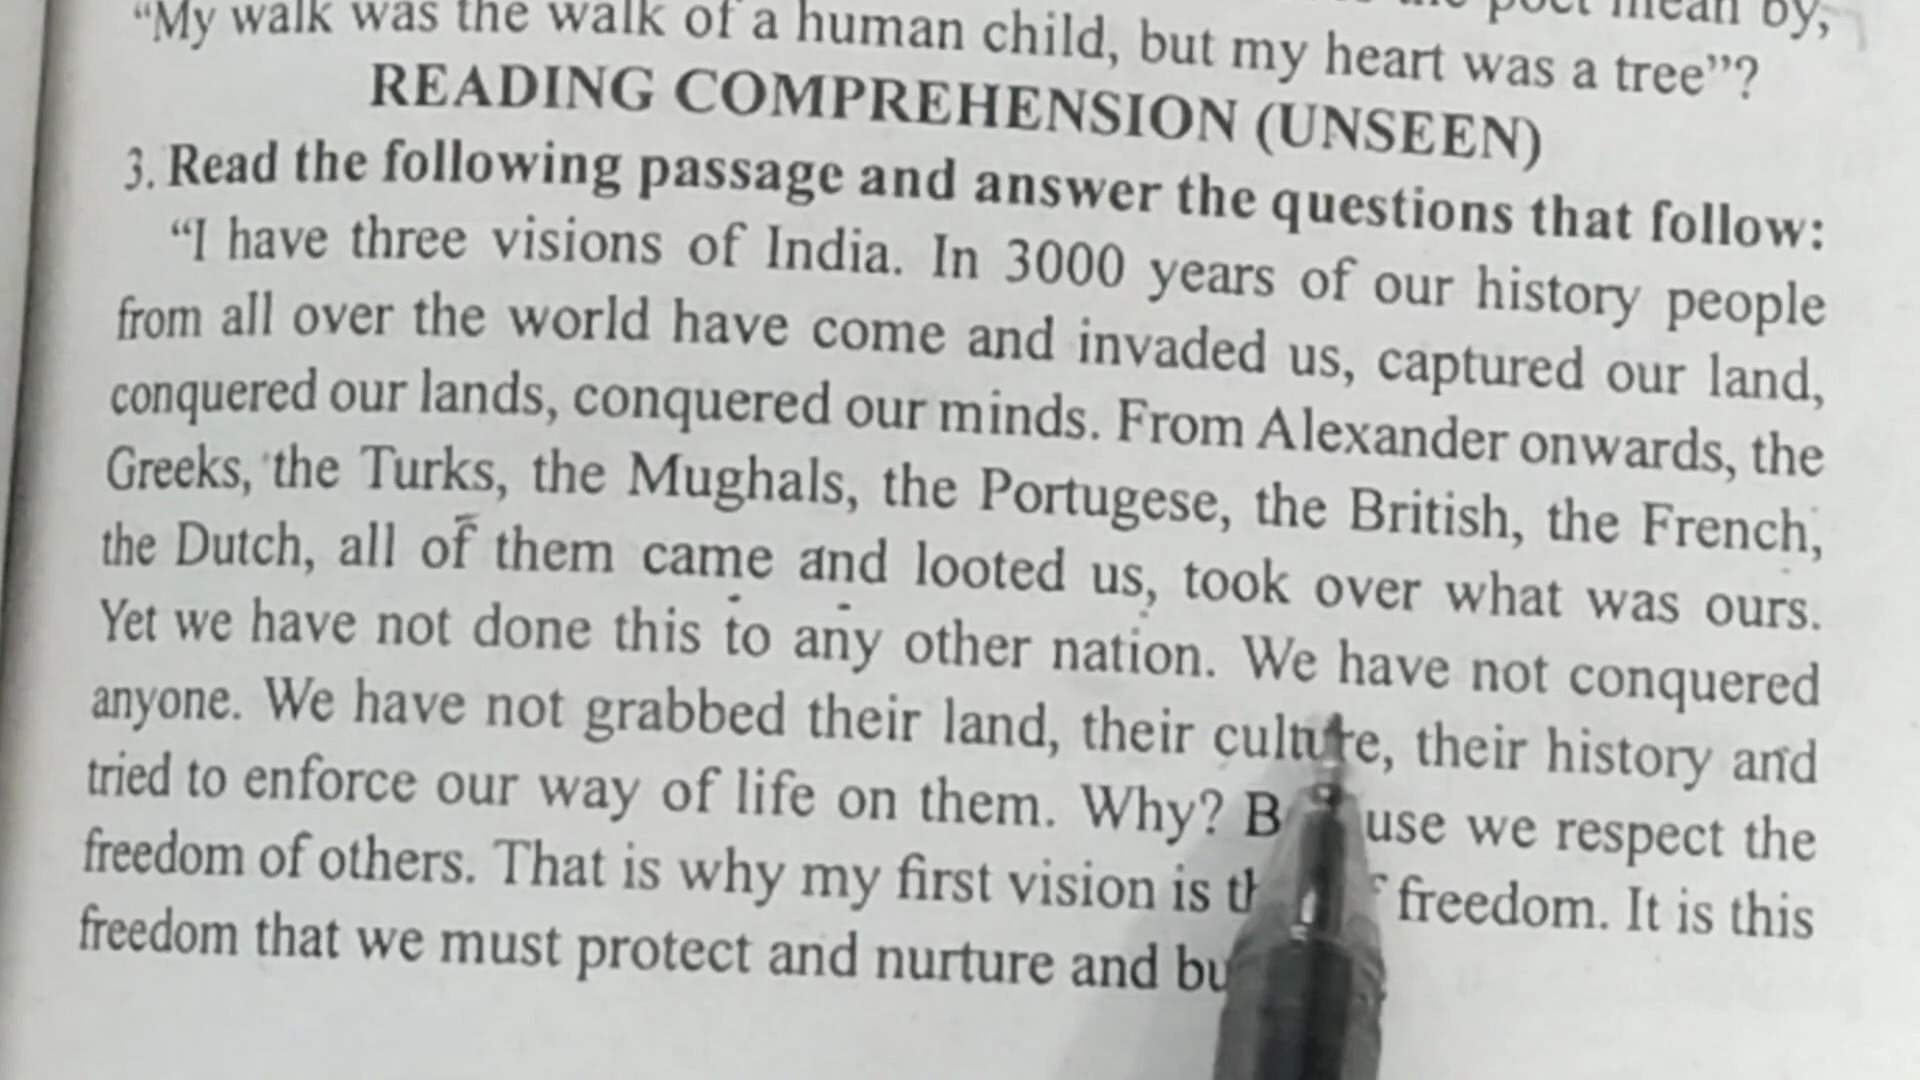 poet mean by,
“My walk was the walk of a human child, but my heart was a tree”?
READING COMPREHENSION (UNSEEN)
3. Read the following passage and answer the questions that follow:
“I have three visions of India. In 3000 years of our history people
from all over the world have come and invaded us, captured our land,
conquered our lands, conquered our minds. From Alexander onwards, the
Greeks, the Turks, the Mughals, the Portugese, the British, the French,
the Dutch, all of them came and looted us, took over what was ours.
Yet we have not done this to any other nation. We have not conquered
anyone. We have not grabbed their land, their culture, their history and
tried to enforce our way of life on them. Why? B use we respect the
freedom of others. That is why my first vision is freedom. It is this
freedom that we must protect and nurture and